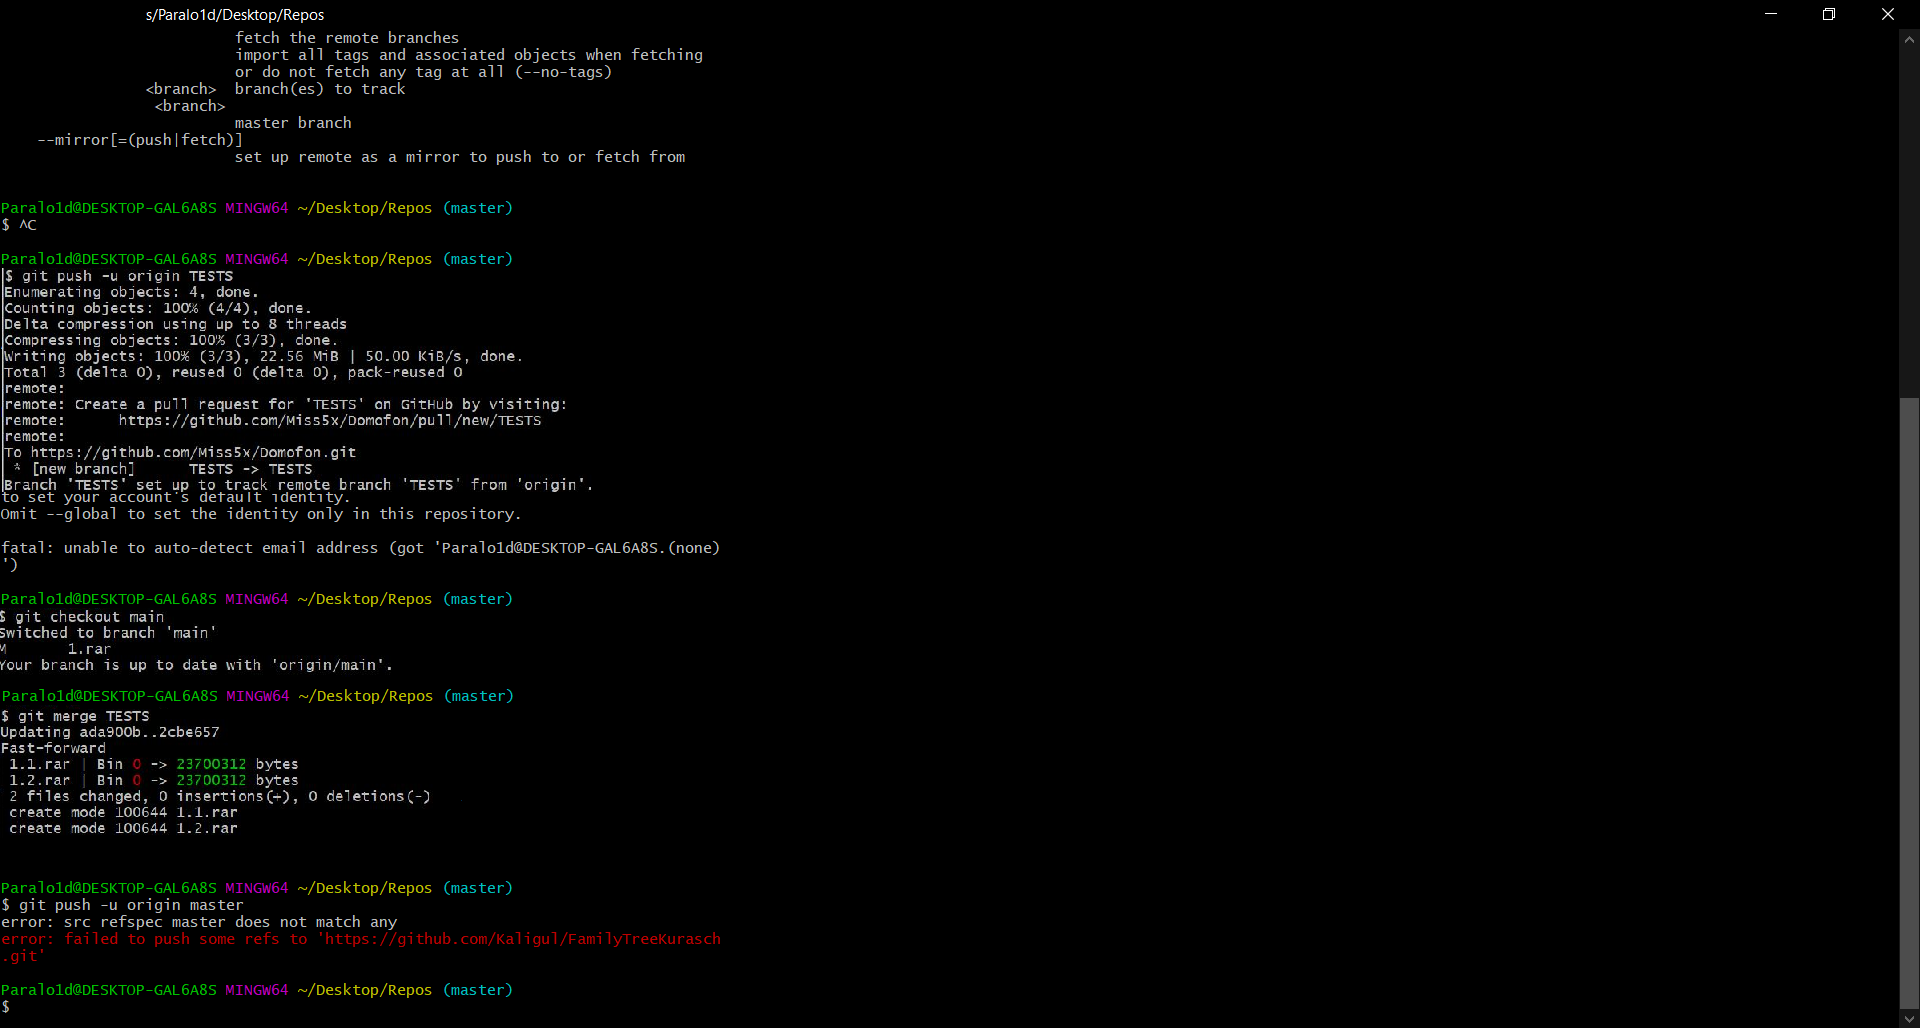 s/Paralo1d/Desktop/Repos
fetch the remote branches
import all tags and associated objects when fetching
or do not fetch any tag at all (--no-tags)
<branch> branch(es) to track
<branch>
master branch
--mirror[=(push|fetch)]
set up remote as a mirror to push to or fetch from
Paralo1d@DESKTOP-GAL6A8S MINGW64 ~/Desktop/Repos (master)
$ ^C
Paralo1d@DESKTOP-GAL6A8S MINGW64 ~/Desktop/Repos (master)
$ git push -u origin TESTS
Enumerating objects: 4, done.
Counting objects: 100% (4/4), done.
Delta compression using up to 8 threads
Compressing objects: 100% (3/3), done.
Writing objects: 100% (3/3), 22.56 MiB | 50.00 KiB/s, done.
Total 3 (delta 0), reused 0 (delta 0), pack-reused 0
remote:
remote: Create a pull request for 'TESTS' on GitHub by visiting:
remote: https://github.com/Miss5x/Domofon/pull/new/TESTS
remote:
To https://github.com/Miss5x/Domofon.git
* [new branch] TESTS -> TESTS
Branch 'TESTS' set up to track remote branch 'TESTS' from 'origin'.
to set your account's default identity.
Omit --global to set the identity only in this repository.
fatal: unable to auto-detect email address (got 'Paralo1d@DESKTOP-GAL6A8S.(none)
')
Paralo1d@DESKTOP-GAL6A8S MINGW64 ~/Desktop/Repos (master)
$ git checkout main
Switched to branch 'main'
M 1.rar
Your branch is up to date with 'origin/main'.
Paralo1d@DESKTOP-GAL6A8S MINGW64 ~/Desktop/Repos (master)
$ git merge TESTS
Updating ada900b..2cbe657
Fast-forward
1.1.rar | Bin 0 -> 23700312 bytes
1.2.rar | Bin 0 -> 23700312 bytes
2 files changed, 0 insertions(+), 0 deletions(-)
create mode 100644 1.1.rar
create mode 100644 1.2.rar
Paralo1d@DESKTOP-GAL6A8S MINGW64 ~/Desktop/Repos (master)
$ git push -u origin master
error: src refspec master does not match any
error: failed to push some refs to 'https://github.com/Kaligul/FamilyTreeKurasch
.git'
Paralo1d@DESKTOP-GAL6A8S MINGW64 ~/Desktop/Repos (master)
$